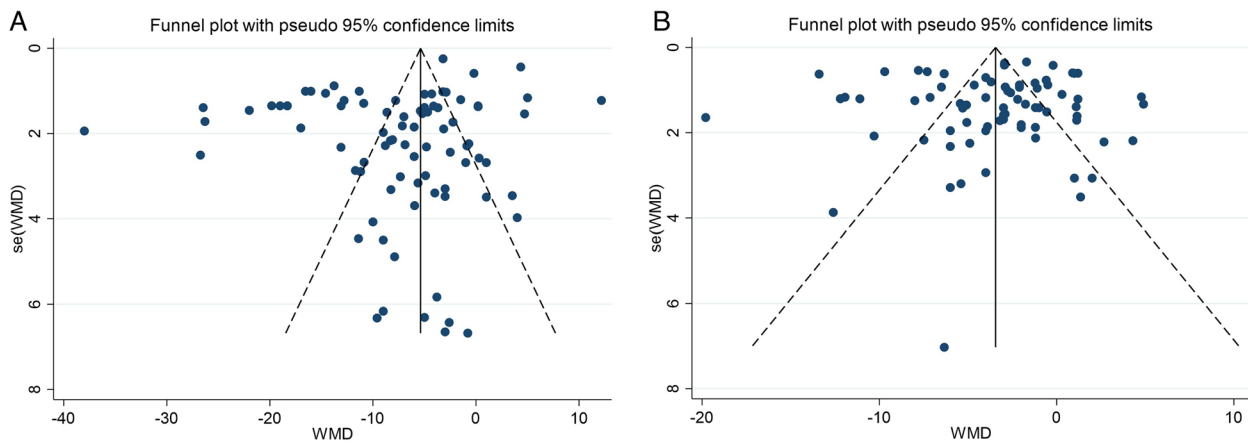 A
Funnel plot with pseudo 95% confidence limits
0
2
4
6
8
se(WMD)
-40 -30 -20 -10 0 10
WMD
B
Funnel plot with pseudo 95% confidence limits
0
2
4
6
8
se(WMD)
-20 -10 0 10
WMD